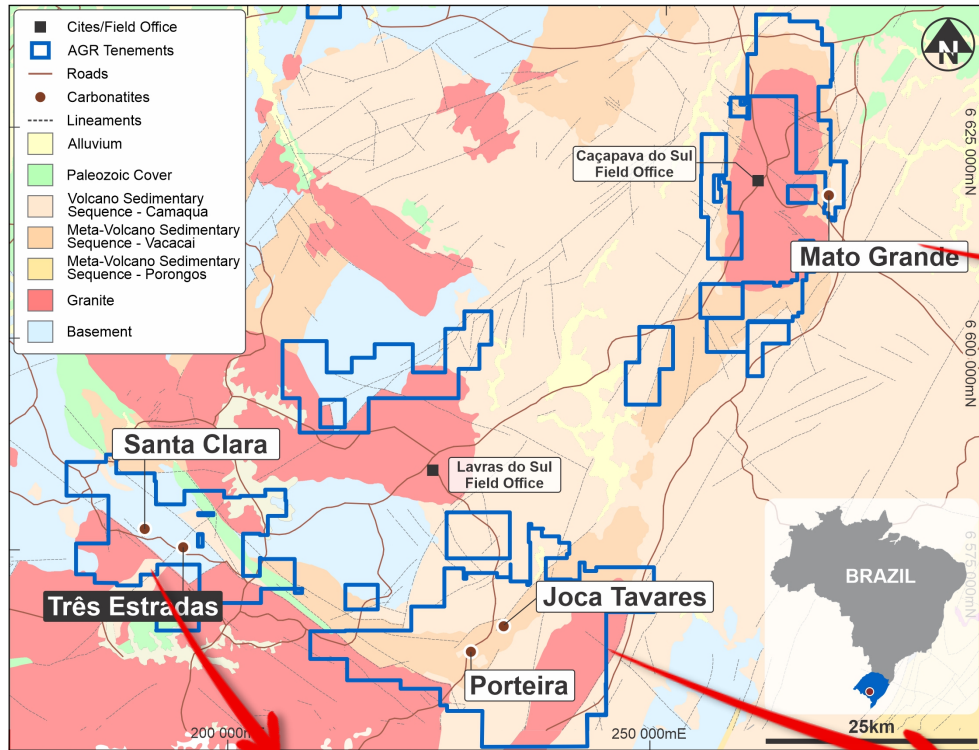 Cites/Field Office
AGR Tenements
Roads
Carbonatites
Lineaments
Alluvium
Paleozoic Cover
Volcano Sedimentary
Sequence - Camaqua
Meta-Volcano Sedimentary
Sequence - Vacacai
Meta-Volcano Sedimentary
Sequence - Porongos
Granite
Basement
N
6 625 000mN
Caçapava do Sul
Field Office
Mato Grande
6 600 000mN
Santa Clara
Lavras do Sul
Field Office
6 575 000mN
BRAZIL
Três Estradas
Joca Tavares
Porteira
200 000mE
250 000mE
25km